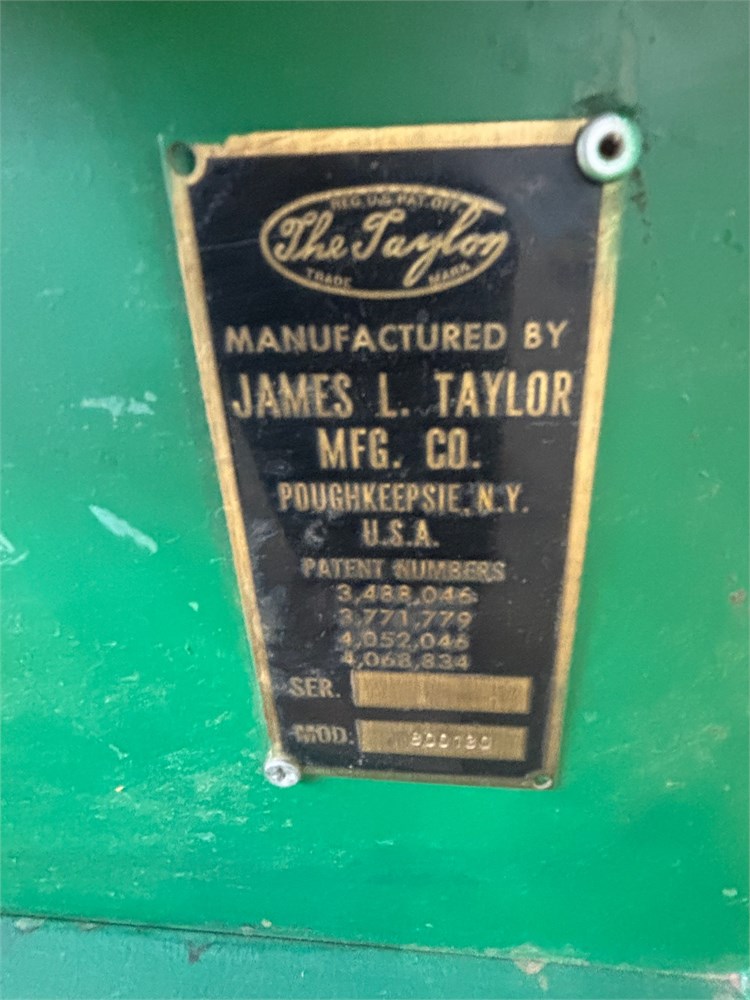 REG. U.S. PAT. OFF.
The Taylor
TRADE MARK
MANUFACTURED BY
JAMES L. TAYLOR
MFG. CO.
POUGHKEEPSIE, N.Y.
U.S.A.
PATENT NUMBERS
3,488,046
3,771,779
4,052,046
4,068,834
SER.
MOD.